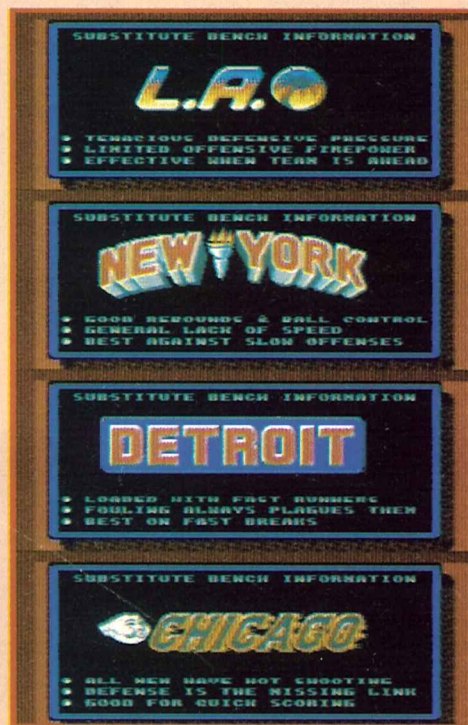 SUBSTITUTE BENCH INFORMATION
L.A.
TENACIOUS DEFENSIVE PRESSURE
LIMITED OFFENSIVE FIREPOWER
EFFECTIVE WHEN TEAM IS AHEAD
SUBSTITUTE BENCH INFORMATION
NEW YORK
GOOD REBOUNDS & BALL CONTROL
GENERAL LACK OF SPEED
BEST AGAINST SLOW OFFENSES
SUBSTITUTE BENCH INFORMATION
DETROIT
LOADED WITH FAST RUNNERS
FOULING ALWAYS PLAGUES THEM
BEST ON FAST BREAKS
SUBSTITUTE BENCH INFORMATION
CHICAGO
ALL MEN HAVE HOT SHOOTING
DEFENSE IS THE MISSING LINK
GOOD FOR QUICK SCORING